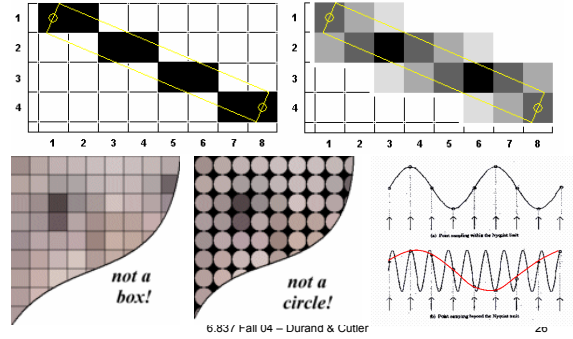 1
2
3
4
1 2 3 4 5 6 7 8
1
2
3
4
1 2 3 4 5 6 7 8
not a
box!
not a
circle!
(a) Point sampling within the Nyquist limit
(b) Point sampling beyond the Nyquist limit
6.837 Fall 04 – Durand & Cutler
26